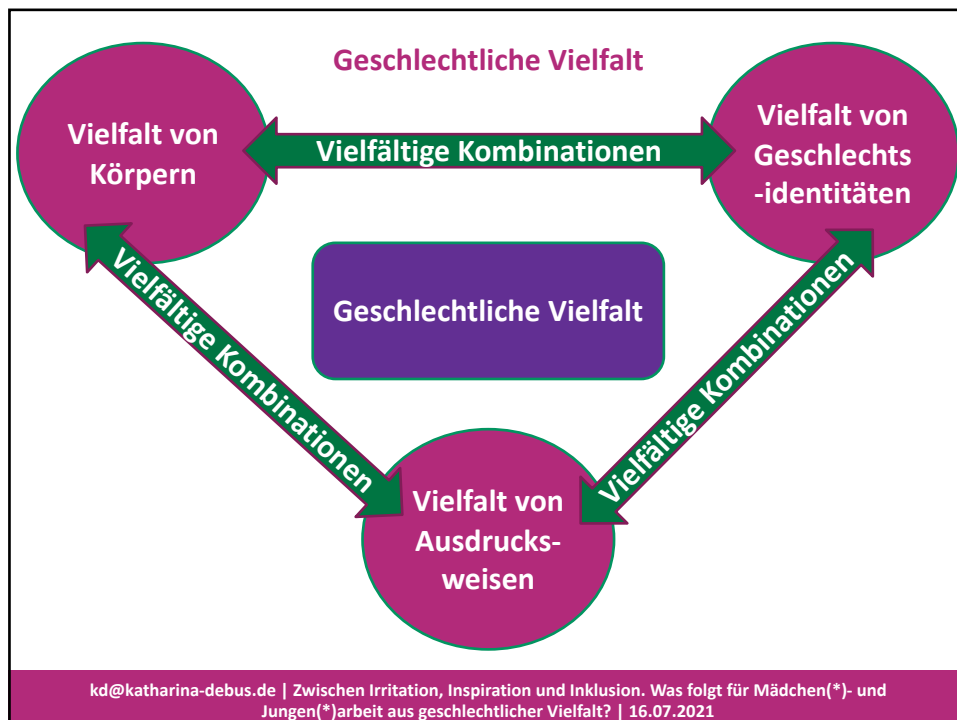 Geschlechtliche Vielfalt
Vielfalt von
Körpern
Vielfältige Kombinationen
Vielfalt von
Geschlechts
-identitäten
Vielfältige Kombinationen
Geschlechtliche Vielfalt
Vielfältige Kombinationen
Vielfalt von
Ausdrucks-
weisen
kd@katharina-debus.de | Zwischen Irritation, Inspiration und Inklusion. Was folgt für Mädchen(*)- und
Jungen(*)arbeit aus geschlechtlicher Vielfalt? | 16.07.2021